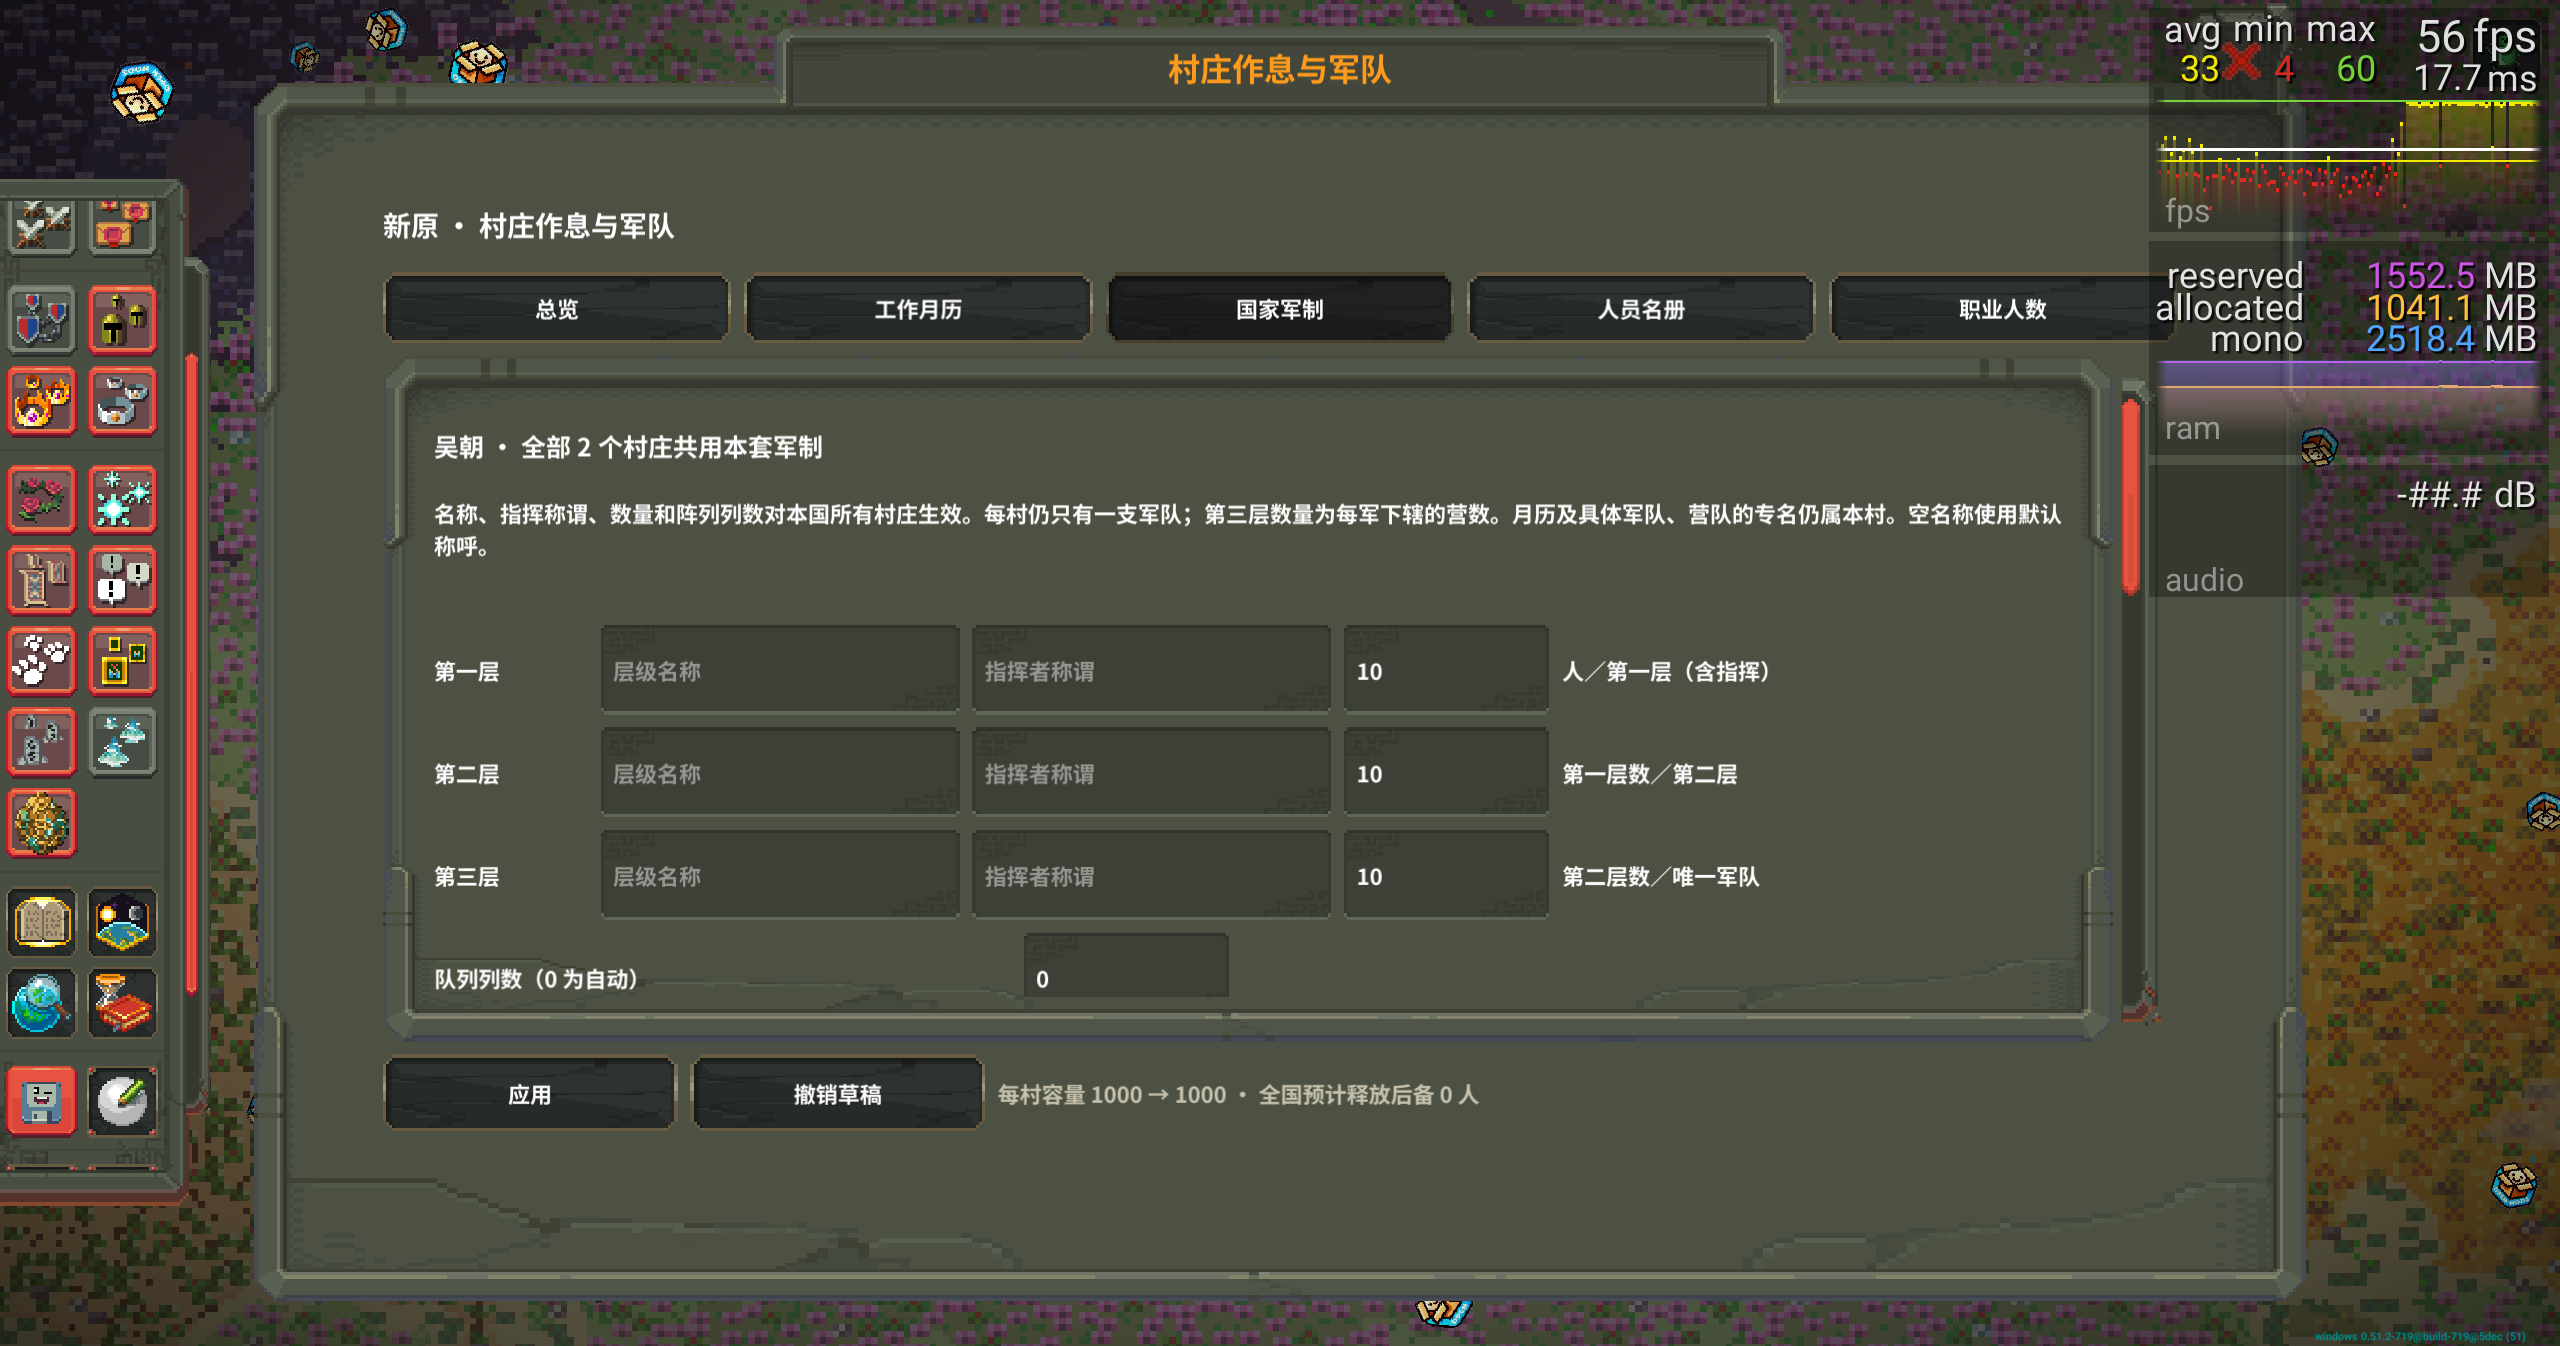 村庄作息与军队
avg min max
33 4 60
56 fps
17.7 ms
fps
新原 · 村庄作息与军队
总览
工作月历
国家军制
人员名册
职业人数
reserved 1552.5 MB
allocated 1041.1 MB
mono 2518.4 MB
ram
-##.# dB
audio
吴朝 · 全部 2 个村庄共用本套军制
名称、指挥称谓、数量和阵列列数对本国所有村庄生效。每村仍只有一支军队；第三层数量为每军下辖的营数。月历及具体军队、营队的专名仍属本村。空名称使用默认
称呼。
第一层 层级名称 指挥者称谓 10 人／第一层（含指挥）
第二层 层级名称 指挥者称谓 10 第一层数／第二层
第三层 层级名称 指挥者称谓 10 第二层数／唯一军队
队列列数（0 为自动） 0
应用
撤销草稿
每村容量 1000 → 1000 · 全国预计释放后备 0 人
windows 0.51.2-719@build-719@5dec (51)